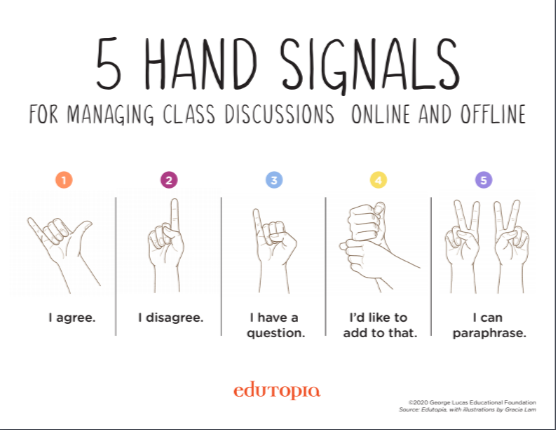 5 HAND SIGNALS
FOR MANAGING CLASS DISCUSSIONS ONLINE AND OFFLINE
1 2 3 4 5
I agree.
I disagree.
I have a
question.
I'd like to
add to that.
I can
paraphrase.
edutopia
©2020 George Lucas Educational Foundation
Source: Edutopia, with illustrations by Gracia Lam